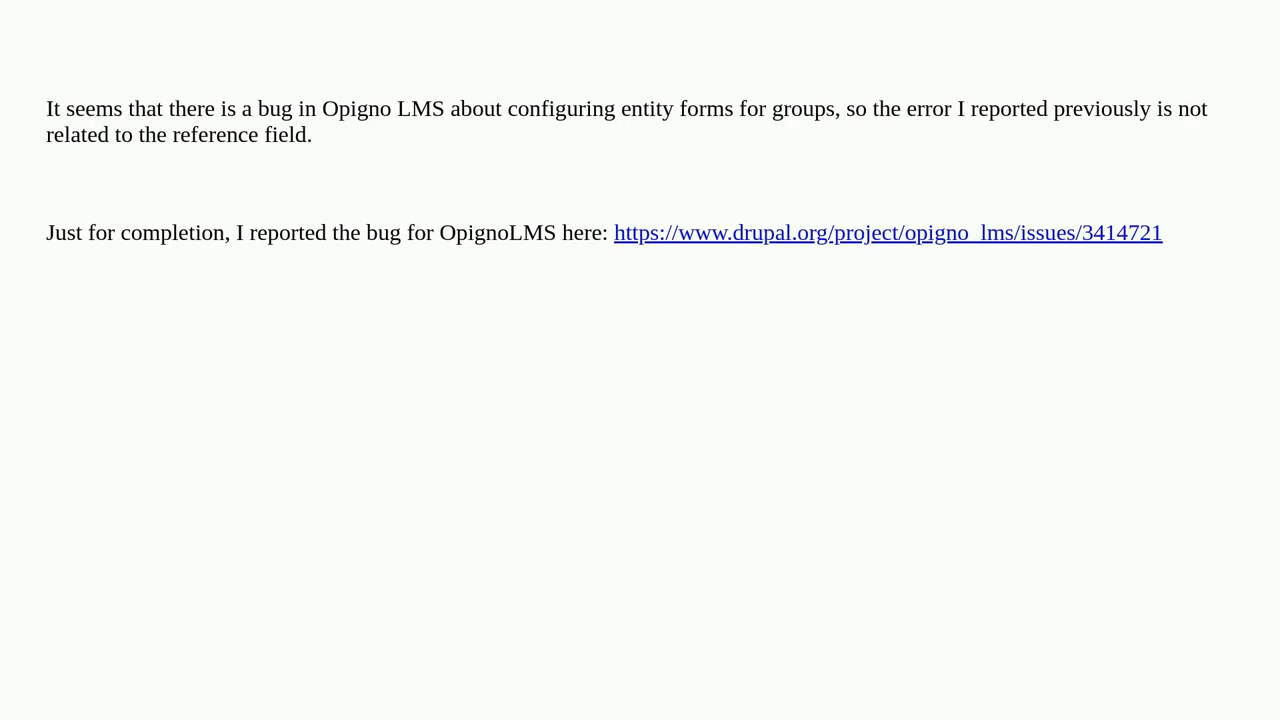 It seems that there is a bug in Opigno LMS about configuring entity forms for groups, so the error I reported previously is not
related to the reference field.
Just for completion, I reported the bug for OpignoLMS here: https://www.drupal.org/project/opigno_lms/issues/3414721